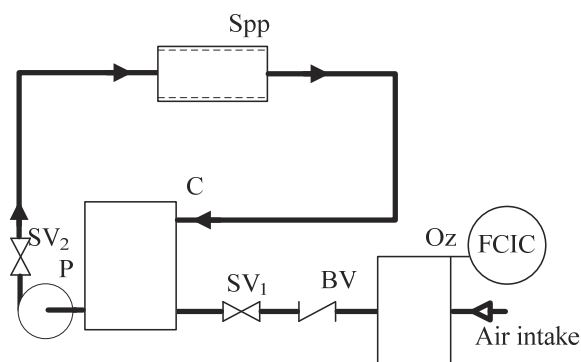 Spp
C
SV₂
P
Oz
FCIC
SV₁
BV
Air intake